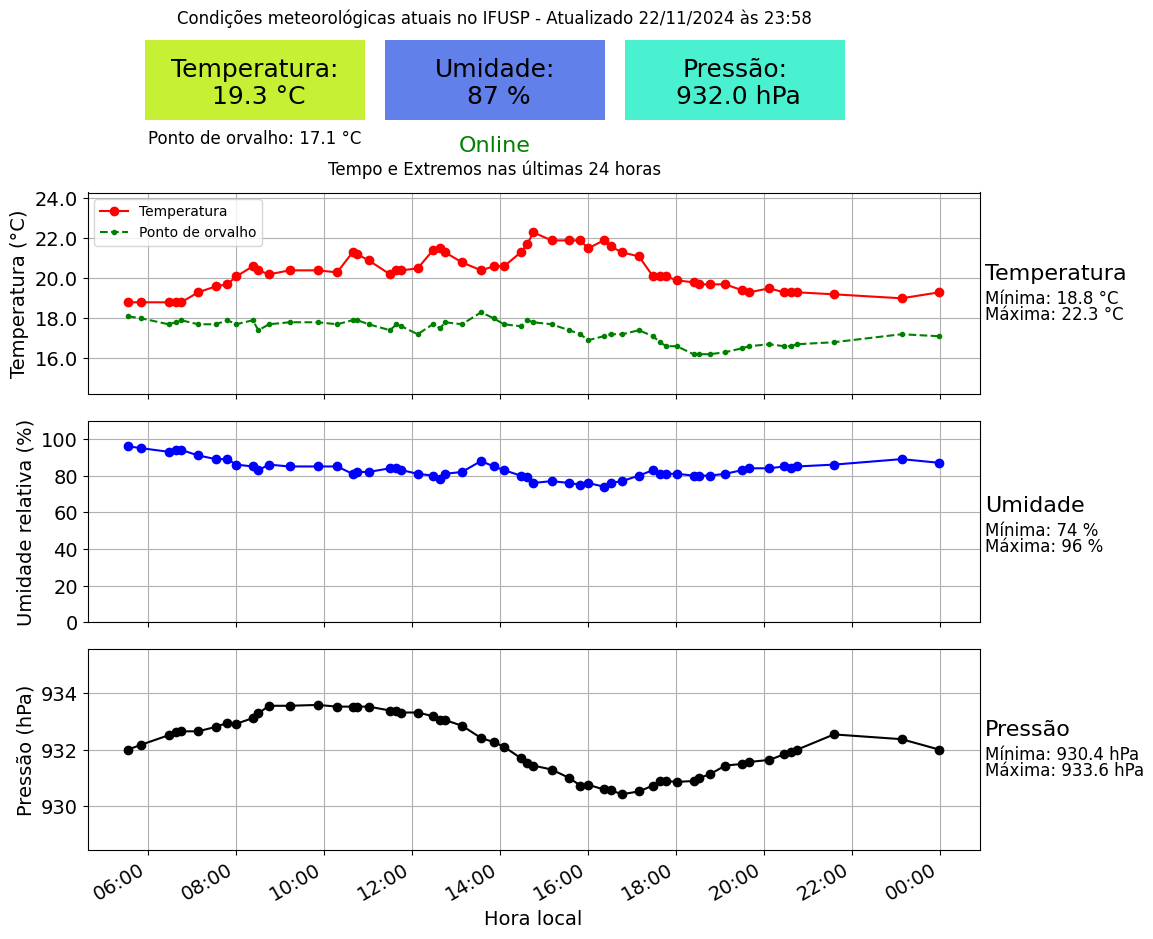 Condições meteorológicas atuais no IFUSP - Atualizado 22/11/2024 às 23:58
Temperatura:
19.3 °C
Umidade:
87 %
Pressão:
932.0 hPa
Ponto de orvalho: 17.1 °C
Online
Tempo e Extremos nas últimas 24 horas
Temperatura (°C)
24.0
22.0
20.0
18.0
16.0
Temperatura
Ponto de orvalho
Temperatura
Mínima: 18.8 °C
Máxima: 22.3 °C
Umidade relativa (%)
100
80
60
40
20
0
Umidade
Mínima: 74 %
Máxima: 96 %
Pressão (hPa)
934
932
930
Pressão
Mínima: 930.4 hPa
Máxima: 933.6 hPa
06:00 08:00 10:00 12:00 14:00 16:00 18:00 20:00 22:00 00:00
Hora local